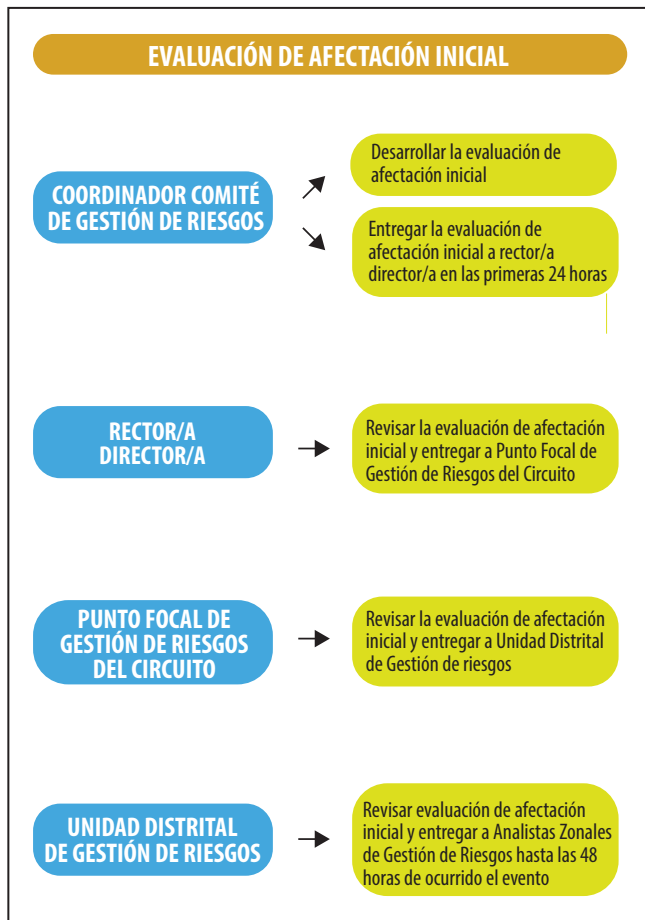 EVALUACIÓN DE AFECTACIÓN INICIAL
COORDINADOR COMITÉ
DE GESTIÓN DE RIESGOS
Desarrollar la evaluación de
afectación inicial
Entregar la evaluación de
afectación inicial a rector/a
director/a en las primeras 24 horas
RECTOR/A
DIRECTOR/A
Revisar la evaluación de afectación
inicial y entregar a Punto Focal de
Gestión de Riesgos del Circuito
PUNTO FOCAL DE
GESTIÓN DE RIESGOS
DEL CIRCUITO
Revisar la evaluación de afectación
inicial y entregar a Unidad Distrital
de Gestión de riesgos
UNIDAD DISTRITAL
DE GESTIÓN DE RIESGOS
Revisar evaluación de afectación
inicial y entregar a Analistas Zonales
de Gestión de Riesgos hasta las 48
horas de ocurrido el evento